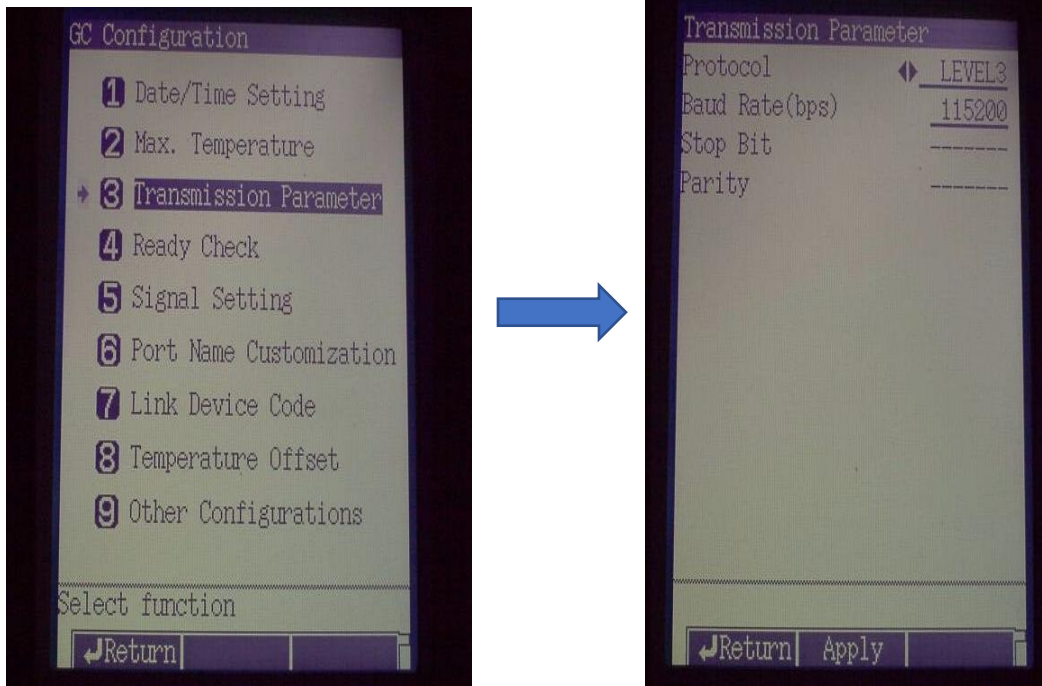 GC Configuration
1 Date/Time Setting
2 Max. Temperature
3 Transmission Parameter
4 Ready Check
5 Signal Setting
6 Port Name Customization
7 Link Device Code
8 Temperature Offset
9 Other Configurations
Select function
Return
Transmission Parameter
Protocol LEVEL3
Baud Rate(bps) 115200
Stop Bit -------
Parity -------
Return Apply